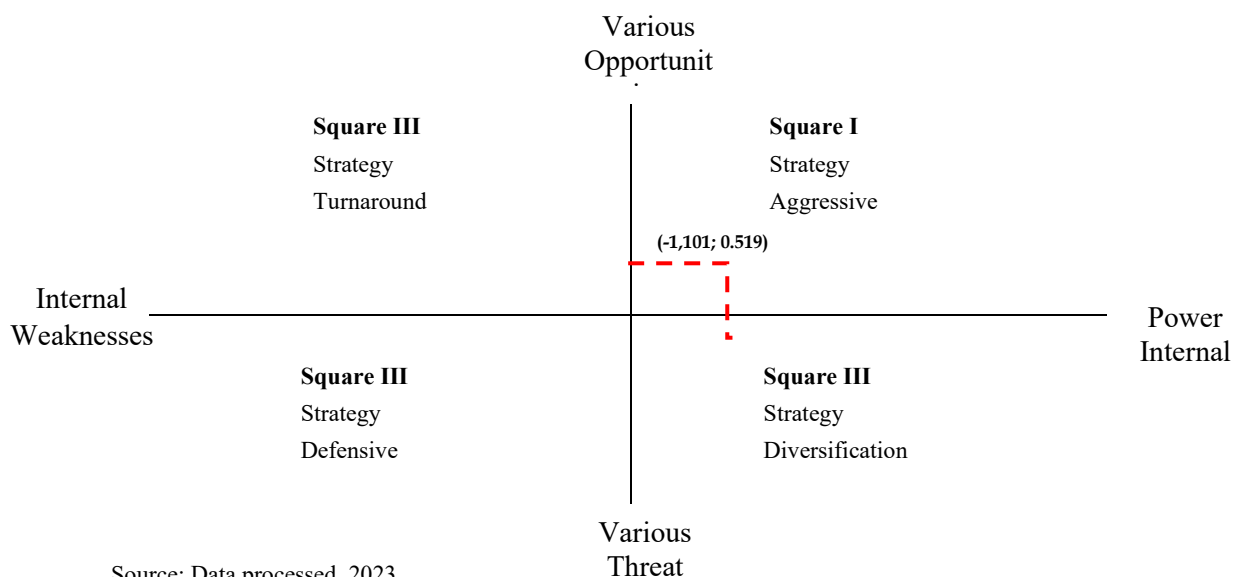 Various
Opportunit
Square III
Strategy
Turnaround
Square I
Strategy
Aggressive
(-1,101; 0.519)
Internal
Weaknesses
Power
Internal
Square III
Strategy
Defensive
Square III
Strategy
Diversification
Various
Threat
Source: Data processed, 2023